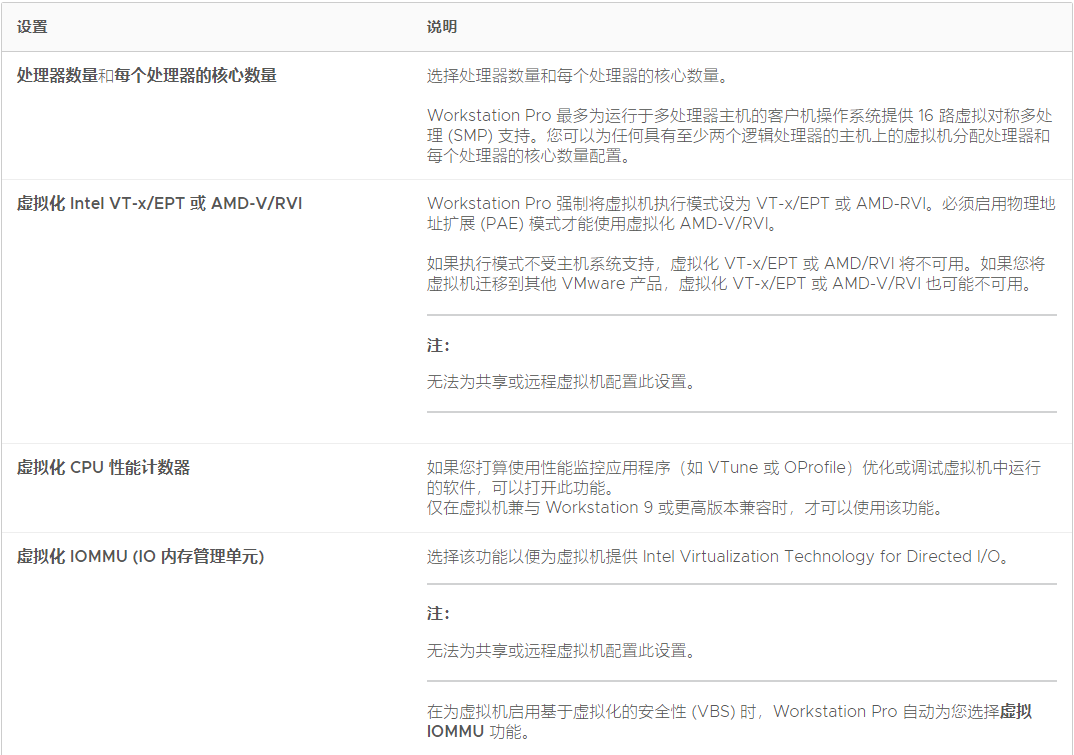 设置 说明
处理器数量和每个处理器的核心数量
选择处理器数量和每个处理器的核心数量。
Workstation Pro 最多为运行于多处理器主机的客户机操作系统提供 16 路虚拟对称多处
理 (SMP) 支持。您可以为任何具有至少两个逻辑处理器的主机上的虚拟机分配处理器和
每个处理器的核心数量配置。
虚拟化 Intel VT-x/EPT 或 AMD-V/RVI
Workstation Pro 强制将虚拟机执行模式设为 VT-x/EPT 或 AMD-RVI。必须启用物理地
址扩展 (PAE) 模式才能使用虚拟化 AMD-V/RVI。
如果执行模式不受主机系统支持，虚拟化 VT-x/EPT 或 AMD/RVI 将不可用。如果您将
虚拟机迁移到其他 VMware 产品，虚拟化 VT-x/EPT 或 AMD-V/RVI 也可能不可用。
注：
无法为共享或远程虚拟机配置此设置。
虚拟化 CPU 性能计数器
如果您打算使用性能监控应用程序（如 VTune 或 OProfile）优化或调试虚拟机中运行
的软件，可以打开此功能。
仅在虚拟机兼与 Workstation 9 或更高版本兼容时，才可以使用该功能。
虚拟化 IOMMU (IO 内存管理单元)
选择该功能以便为虚拟机提供 Intel Virtualization Technology for Directed I/O。
注：
无法为共享或远程虚拟机配置此设置。
在为虚拟机启用基于虚拟化的安全性 (VBS) 时，Workstation Pro 自动为您选择虚拟
IOMMU 功能。